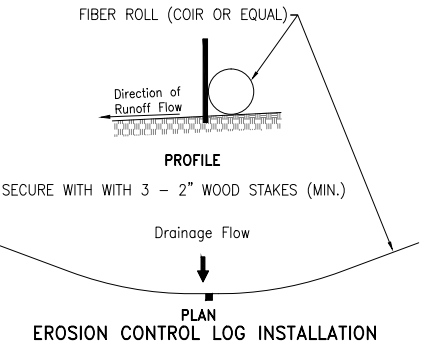 FIBER ROLL (COIR OR EQUAL)
Direction of
Runoff Flow
PROFILE
SECURE WITH WITH 3 – 2" WOOD STAKES (MIN.)
Drainage Flow
PLAN
EROSION CONTROL LOG INSTALLATION